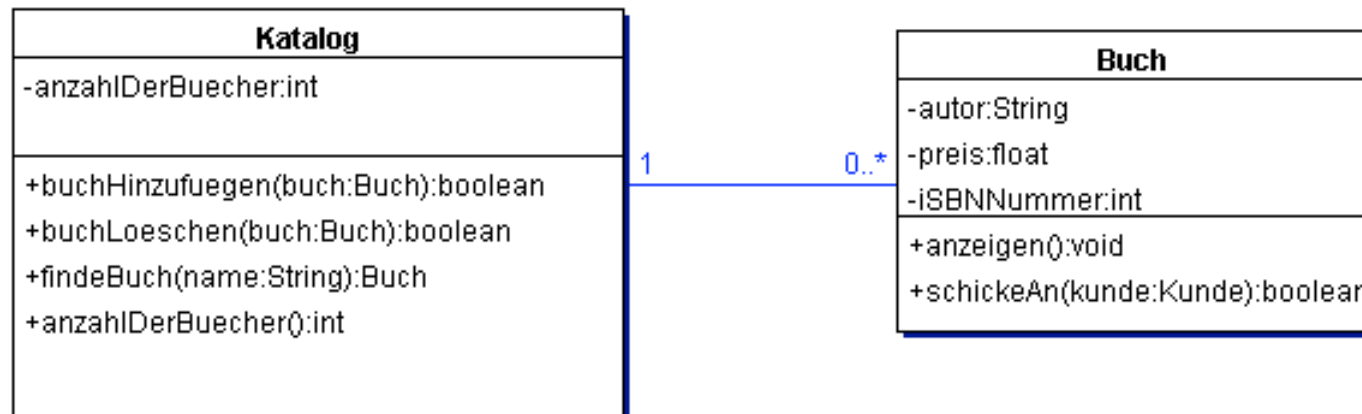 Katalog
-anzahlDerBuecher:int
+buchHinzufuegen(buch:Buch):boolean
+buchLoeschen(buch:Buch):boolean
+findeBuch(name:String):Buch
+anzahlDerBuecher():int
1
0..*
Buch
-autor:String
-preis:float
-iSBNNummer:int
+anzeigen():void
+schickeAn(kunde:Kunde):boolean